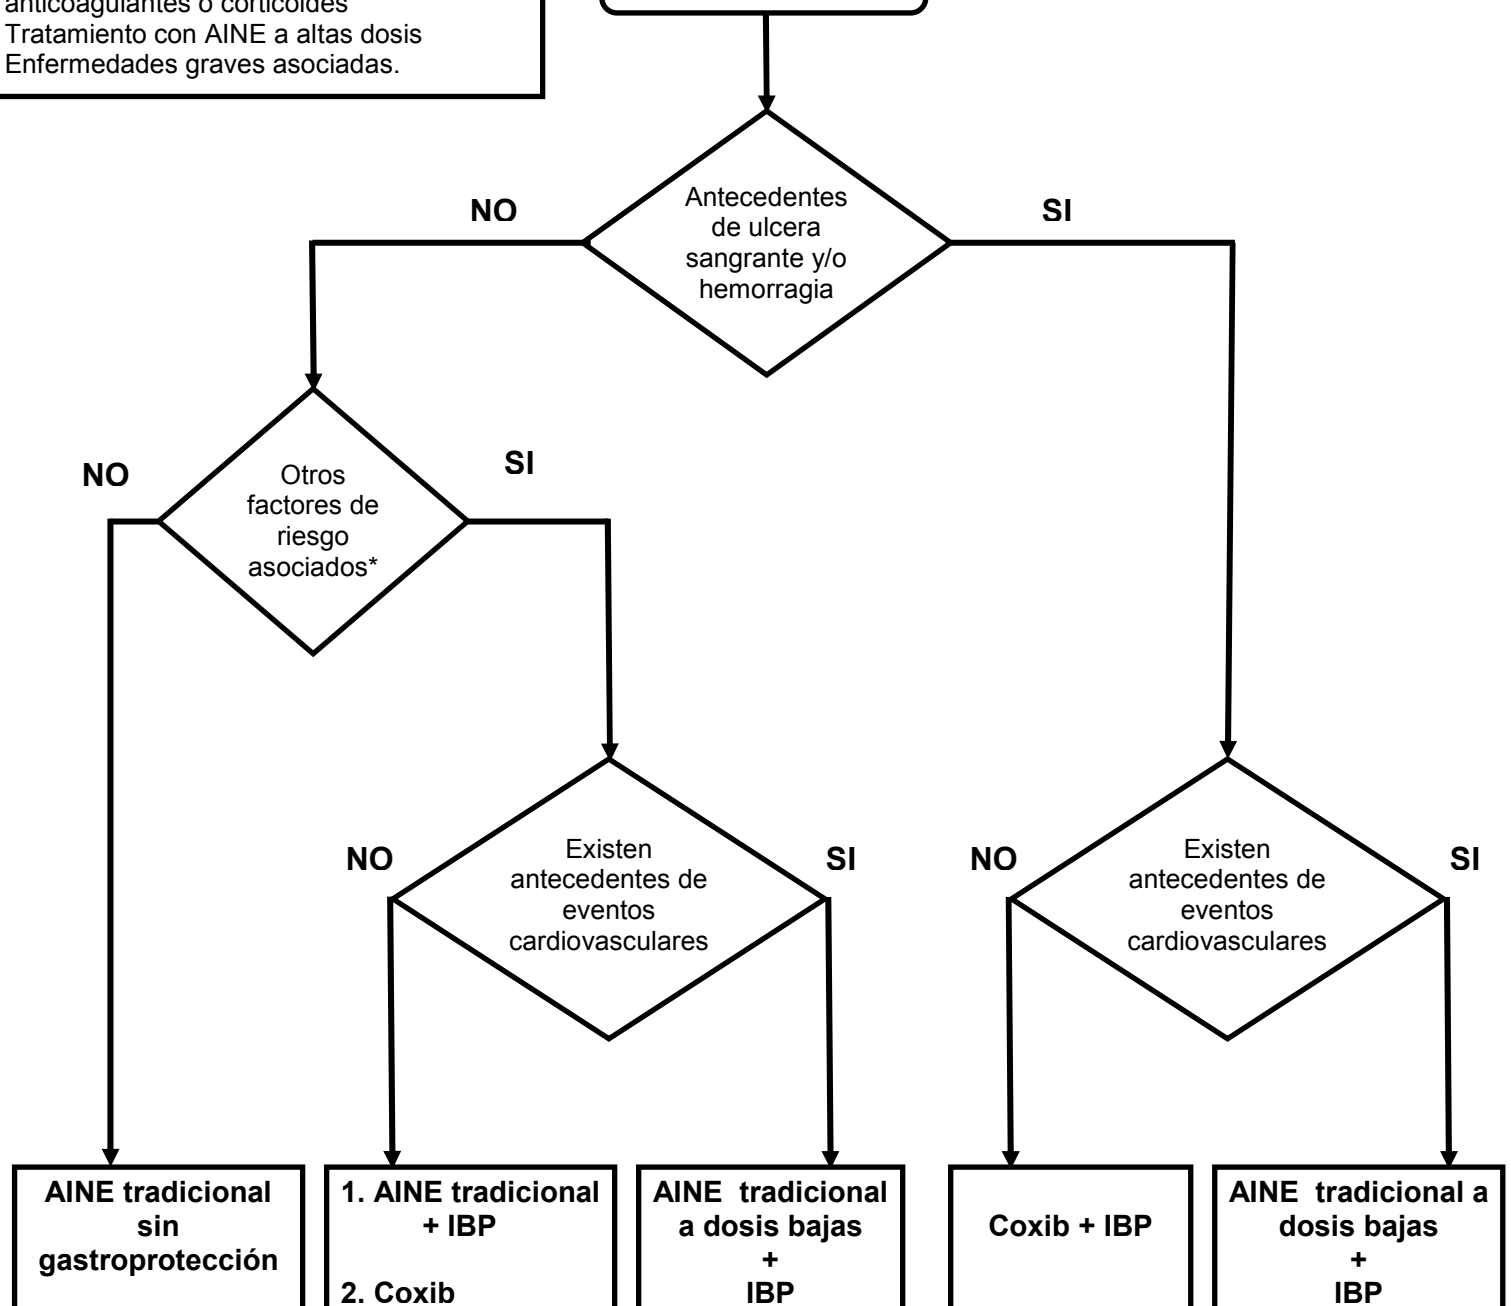 anticoagulantes o corticoides
Tratamiento con AINE a altas dosis
Enfermedades graves asociadas.
NO
Antecedentes
de ulcera
sangrante y/o
hemorragia
SI
NO
Otros
factores de
riesgo
asociados*
SI
NO
Existen
antecedentes de
eventos
cardiovasculares
SI
NO
Existen
antecedentes de
eventos
cardiovasculares
SI
AINE tradicional
sin
gastroprotección
1. AINE tradicional
+ IBP
2. Coxib
AINE tradicional
a dosis bajas
+
IBP
Coxib + IBP
AINE tradicional a
dosis bajas
+
IBP